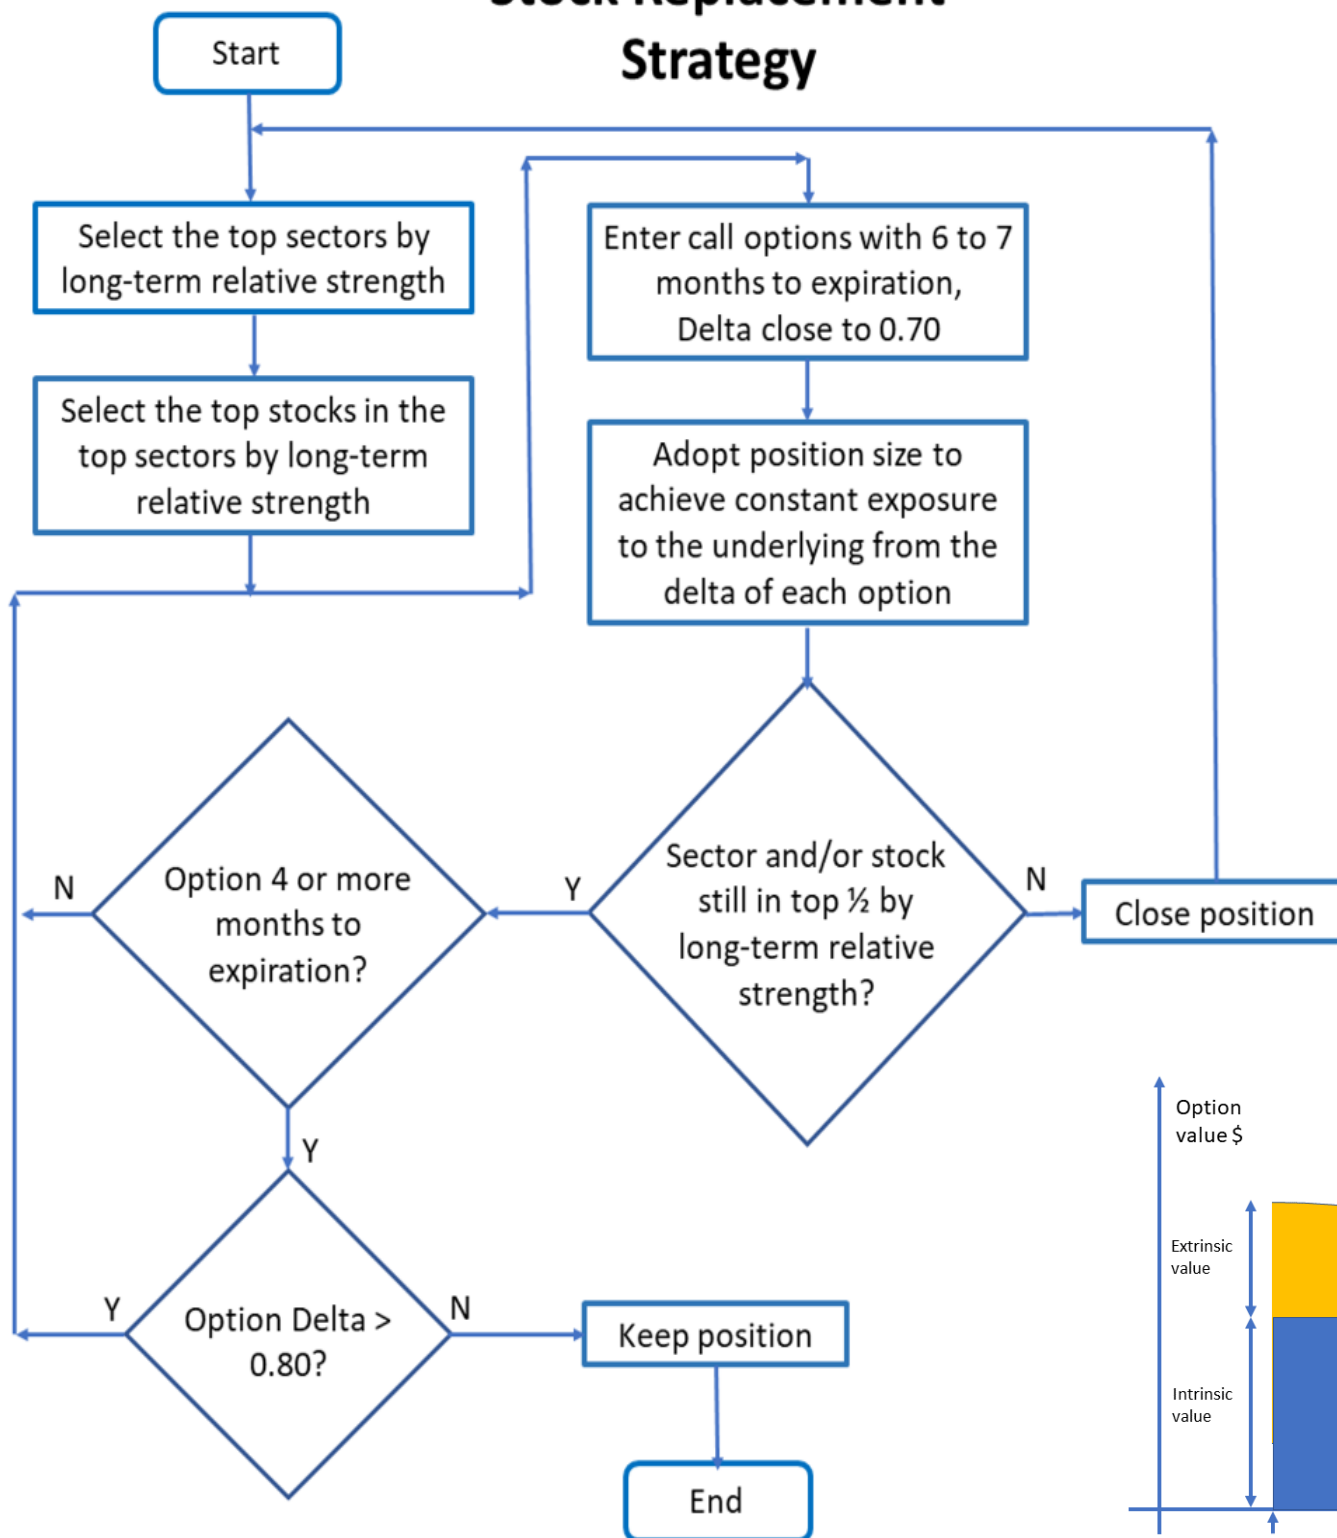 Stock Replacement
Strategy
Start
Select the top sectors by
long-term relative strength
Select the top stocks in the
top sectors by long-term
relative strength
Enter call options with 6 to 7
months to expiration,
Delta close to 0.70
Adopt position size to
achieve constant exposure
to the underlying from the
delta of each option
Sector and/or stock
still in top ½ by
long-term relative
strength?
N
Close position
Y
Option 4 or more
months to
expiration?
N
Y
Option Delta >
0.80?
Y
N
Keep position
End
Option
value $
Extrinsic
value
Intrinsic
value